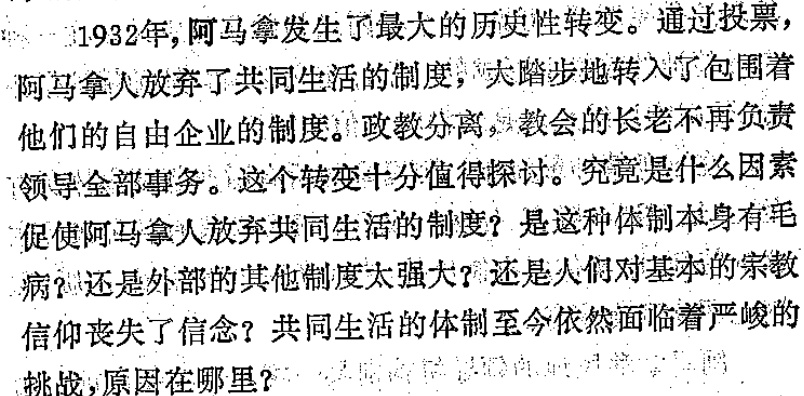 1932年,阿马拿发生了最大的历史性转变。通过投票,
阿马拿人放弃了共同生活的制度，大踏步地转入了包围着
他们的自由企业的制度。政教分离，教会的长老不再负责
领导全部事务。这个转变十分值得探讨。究竟是什么因素
促使阿马拿人放弃共同生活的制度？是这种体制本身有毛
病？还是外部的其他制度太强大？还是人们对基本的宗教
信仰丧失了信念？共同生活的体制至今依然面临着严峻的
挑战,原因在哪里？